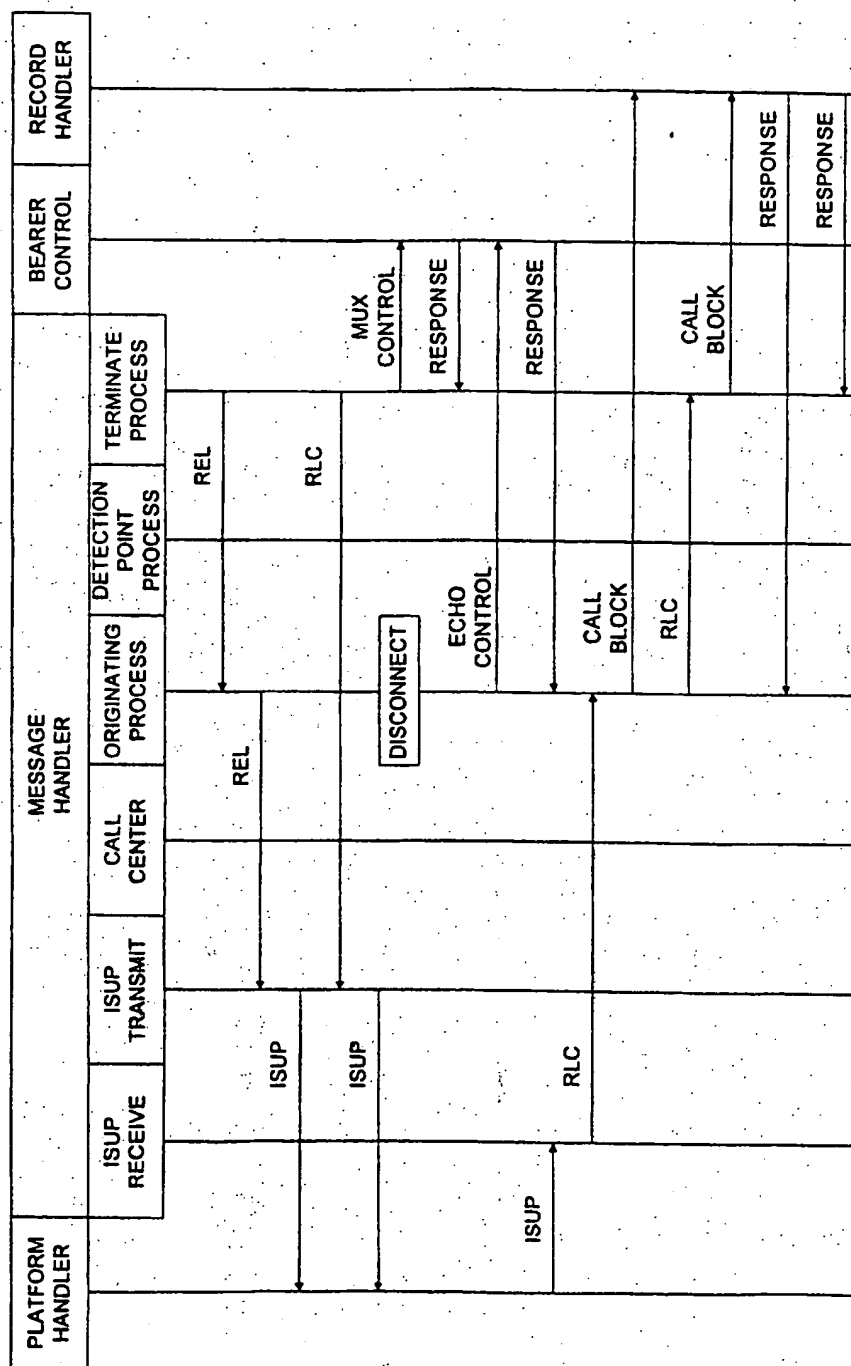 PLATFORM
HANDLER
MESSAGE
HANDLER
BEARER
CONTROL
RECORD
HANDLER
ISUP
RECEIVE
ISUP
TRANSMIT
CALL
CENTER
ORIGINATING
PROCESS
DETECTION
POINT
PROCESS
TERMINATE
PROCESS
REL
REL
ISUP
RLC
ISUP
DISCONNECT
MUX
CONTROL
RESPONSE
ECHO
CONTROL
RESPONSE
ISUP
RLC
CALL
BLOCK
RLC
CALL
BLOCK
RESPONSE
RESPONSE